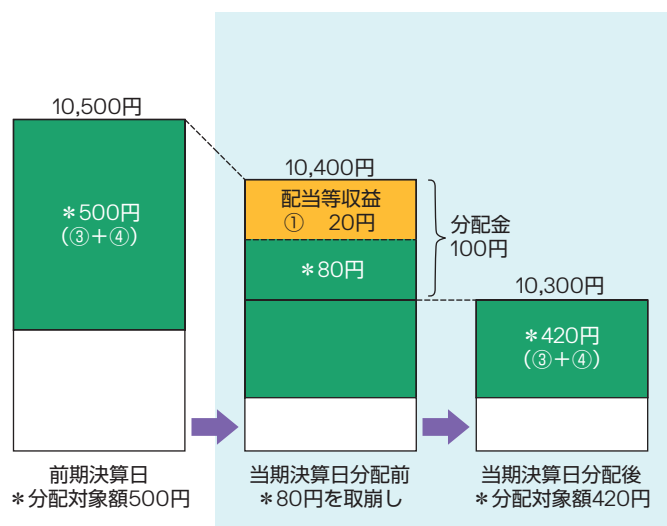 10,500円
＊500円
（③＋④）
10,400円
配当等収益
① 20円
＊80円
分配金
100円
10,300円
＊420円
（③＋④）
前期決算日
＊分配対象額500円
当期決算日分配前
＊80円を取崩し
当期決算日分配後
＊分配対象額420円